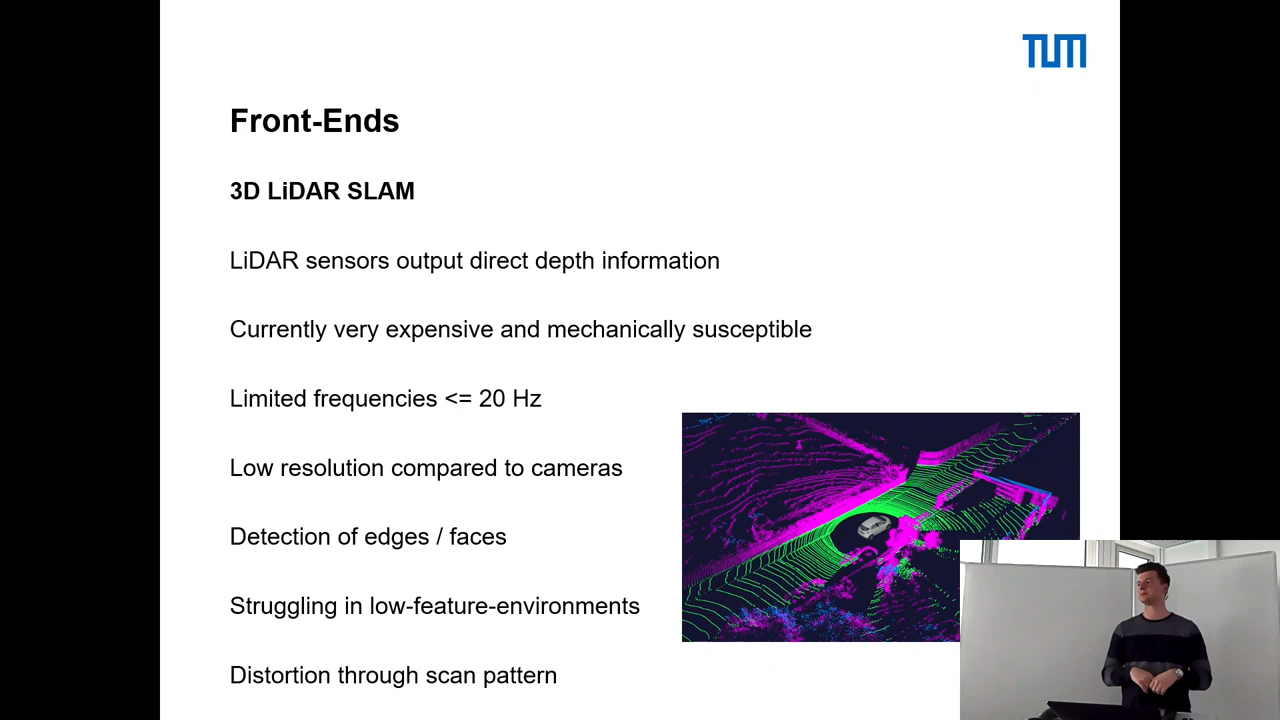 TUM
Front-Ends
3D LiDAR SLAM
LiDAR sensors output direct depth information
Currently very expensive and mechanically susceptible
Limited frequencies <= 20 Hz
Low resolution compared to cameras
Detection of edges / faces
Struggling in low-feature-environments
Distortion through scan pattern